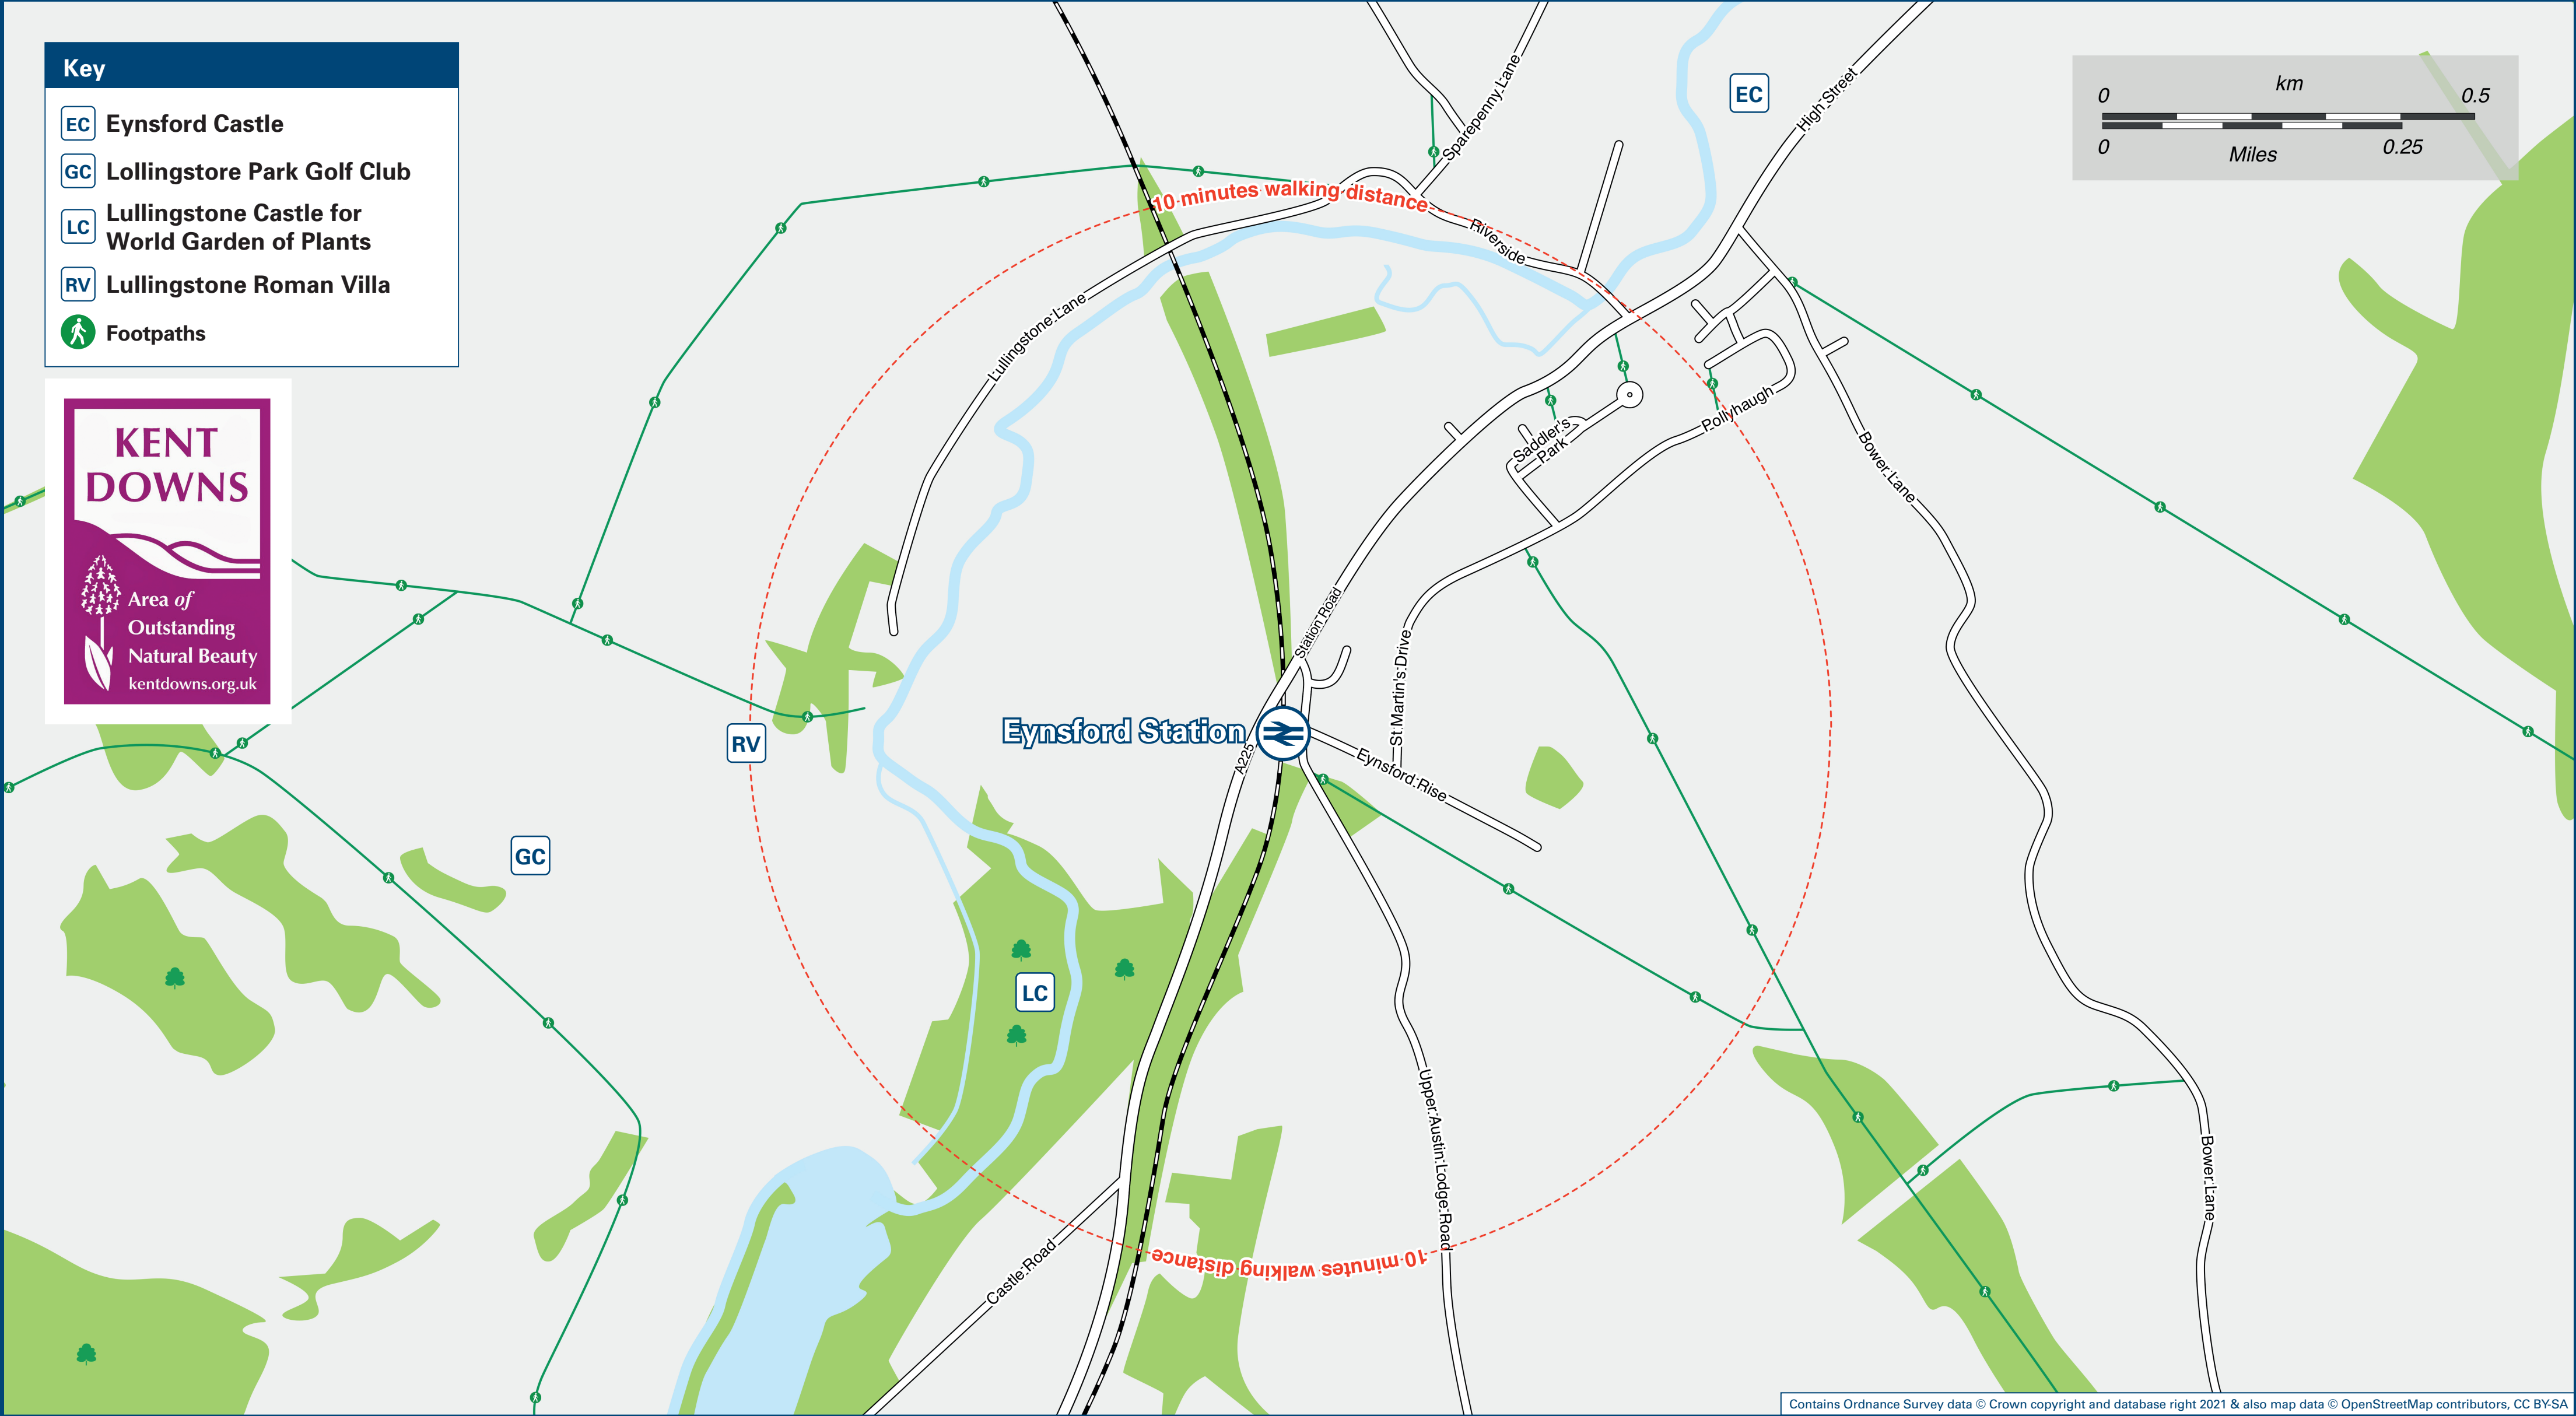 Key
EC Eynsford Castle
GC Lollingstore Park Golf Club
LC Lullingstone Castle for
World Garden of Plants
RV Lullingstone Roman Villa
Footpaths
KENT
DOWNS
Area of
Outstanding
Natural Beauty
kentdowns.org.uk
km
0 0.5
0 0.25
Miles
EC
High Street
Sparepenny Lane
10 minutes walking distance
Riverside
Lullingstone Lane
Pollyhaugh
Saddler's
Park
Bower Lane
Station Road
St Martin's Drive
Eynsford Station
A225
Eynsford Rise
RV
GC
LC
Upper Austin Lodge Road
Bower Lane
Castle Road
10 minutes walking distance
Contains Ordnance Survey data © Crown copyright and database right 2021 & also map data © OpenStreetMap contributors, CC BY-SA